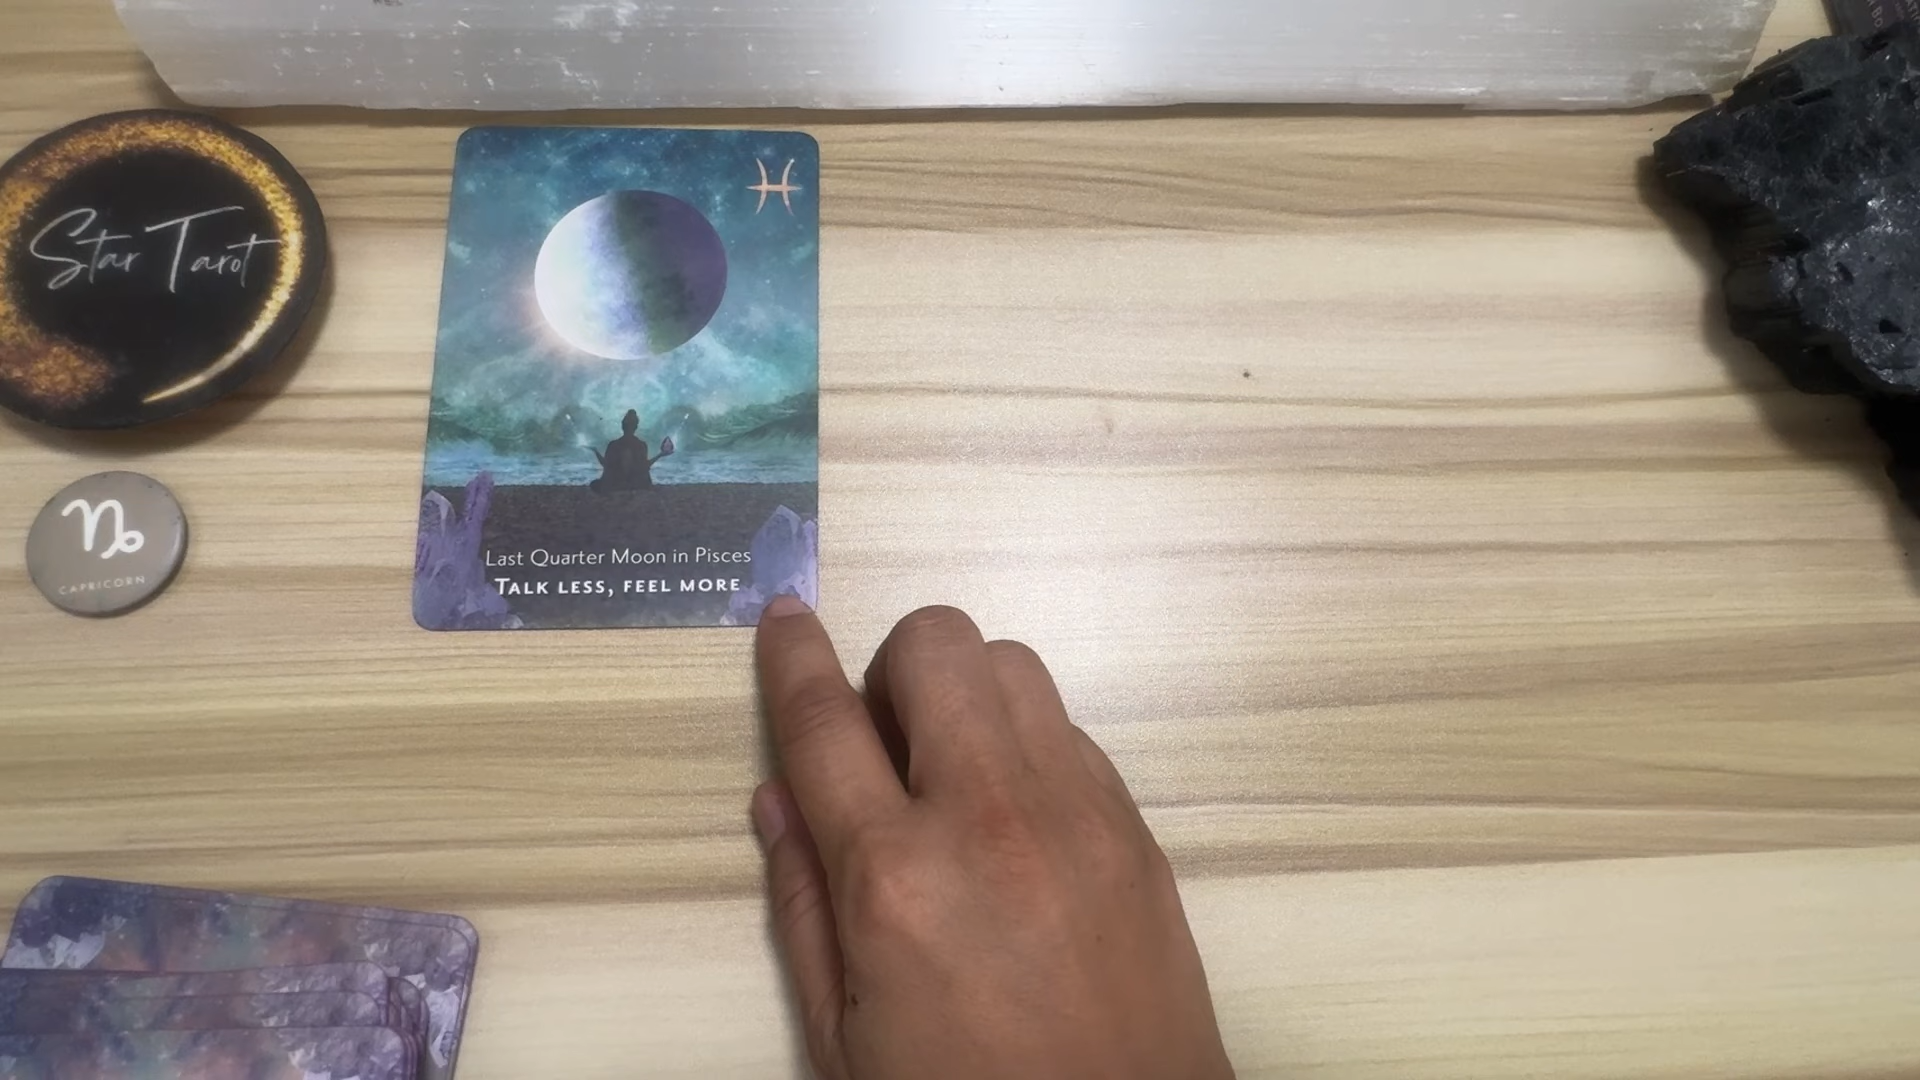 Star Tarot
CAPRICORN
Last Quarter Moon in Pisces
TALK LESS, FEEL MORE